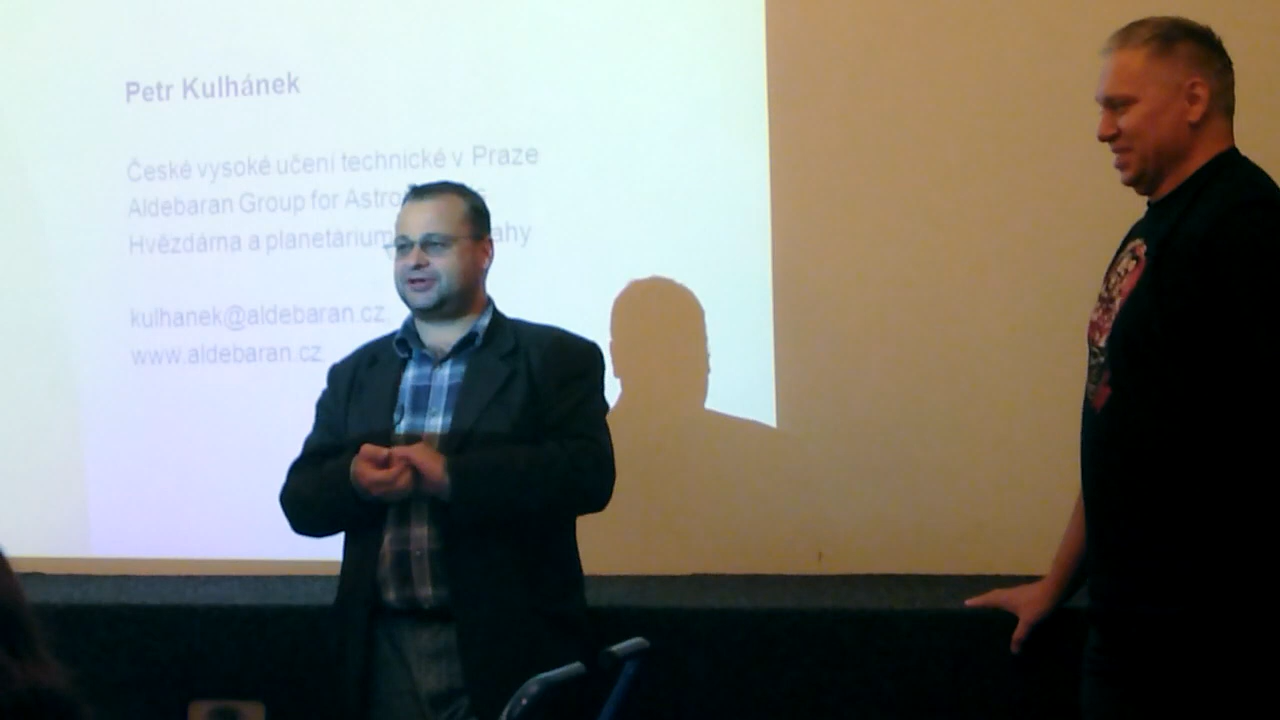 Petr Kulhánek
České vysoké učení technické v Praze
Aldebaran Group for
Hvězdárna a planetárium
kulhanek@aldebaran.cz
www.aldebaran.cz